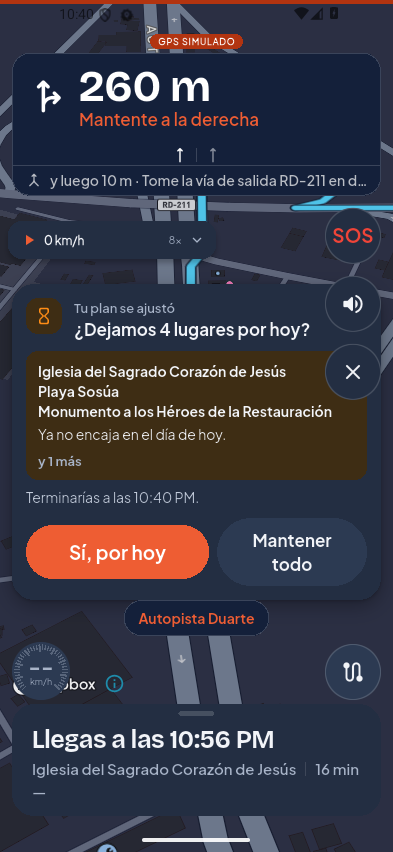 10:40
GPS SIMULADO
260 m
Mantente a la derecha
y luego 10 m · Tome la vía de salida RD-211 en d...
RD-211
0 km/h
8×
SOS
Tu plan se ajustó
¿Dejamos 4 lugares por hoy?
Iglesia del Sagrado Corazón de Jesús
Playa Sosúa
Monumento a los Héroes de la Restauración
Ya no encaja en el día de hoy.
y 1 más
Terminarías a las 10:40 PM.
Sí, por hoy
Mantener
todo
Autopista Duarte
--
km/h
box
Llegas a las 10:56 PM
Iglesia del Sagrado Corazón de Jesús
16 min
—